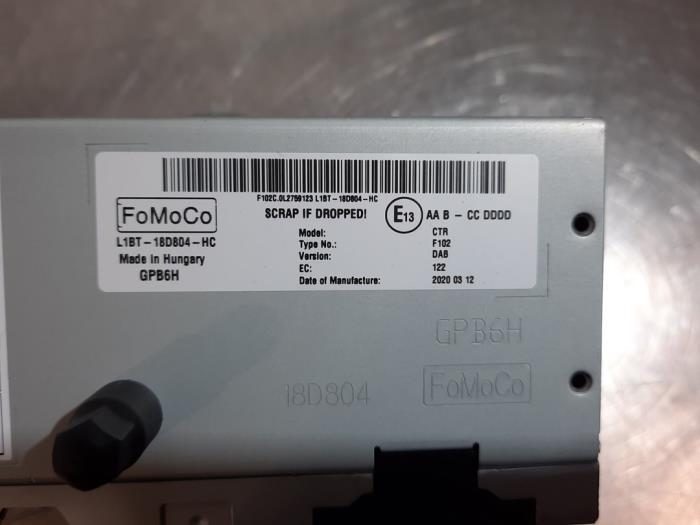 F102C.0L2759123 L1BT-18D804-HC
FoMoCo
SCRAP IF DROPPED!
E13
AA B - CC DDDD
L1BT-18D804-HC
Made in Hungary
GPB6H
Model: CTR
Type No.: F102
Version: DAB
EC: 122
Date of Manufacture: 2020 03 12
GPB6H
18D804
FoMoCo